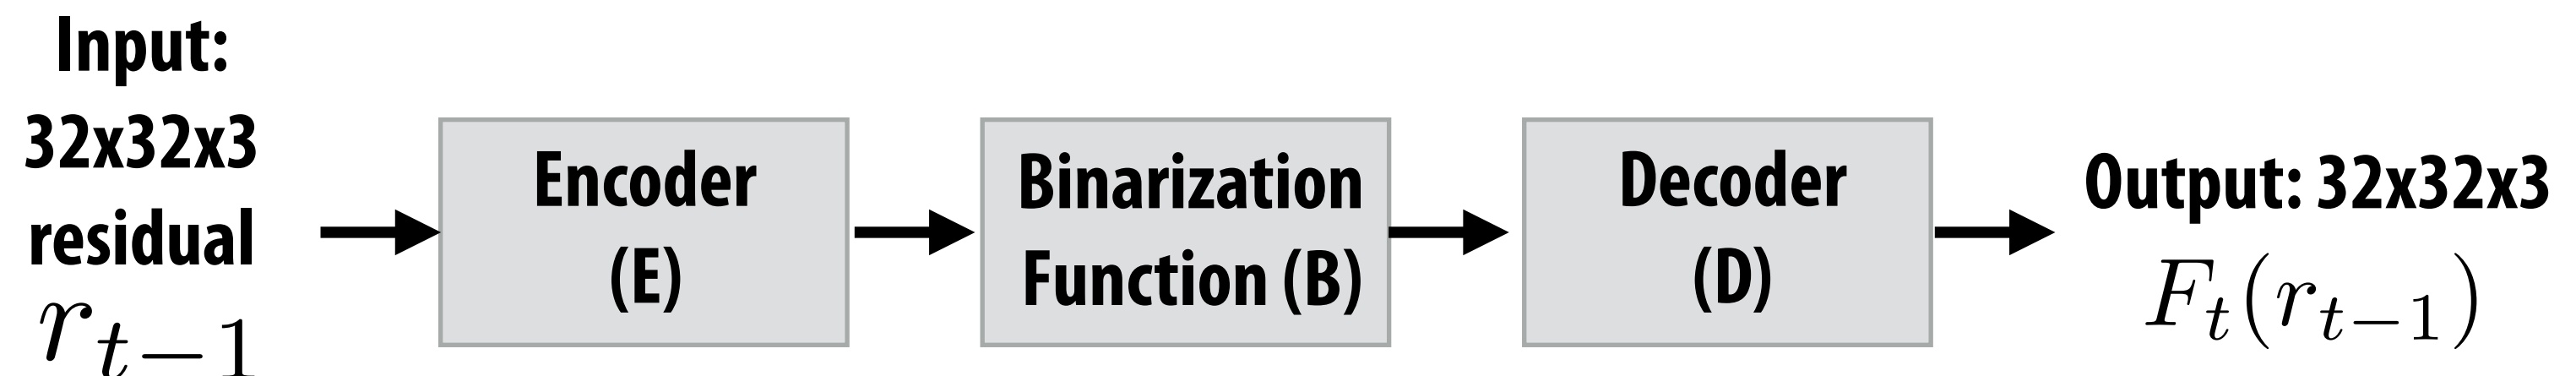 Input:
32x32x3
residual
r_{t-1}
Encoder
(E)
Binarization
Function (B)
Decoder
(D)
Output: 32x32x3
F_t(r_{t-1})